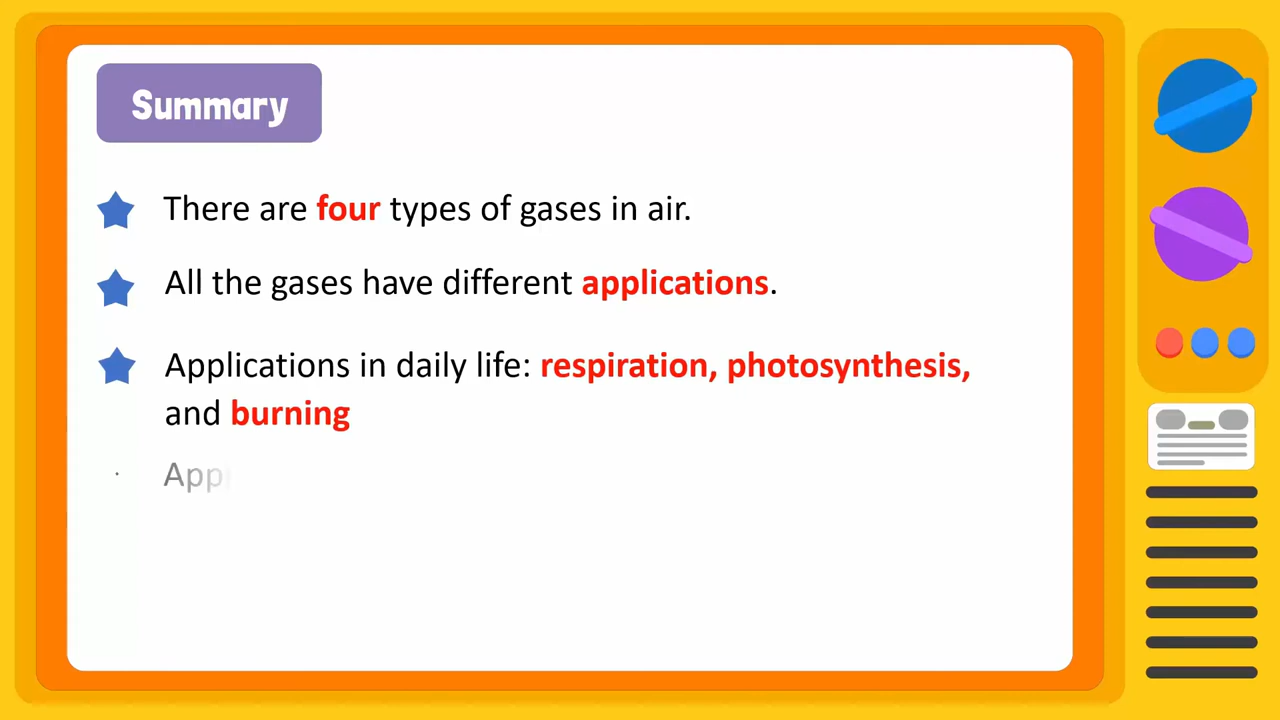 Summary
There are four types of gases in air.
All the gases have different applications.
Applications in daily life: respiration, photosynthesis,
and burning